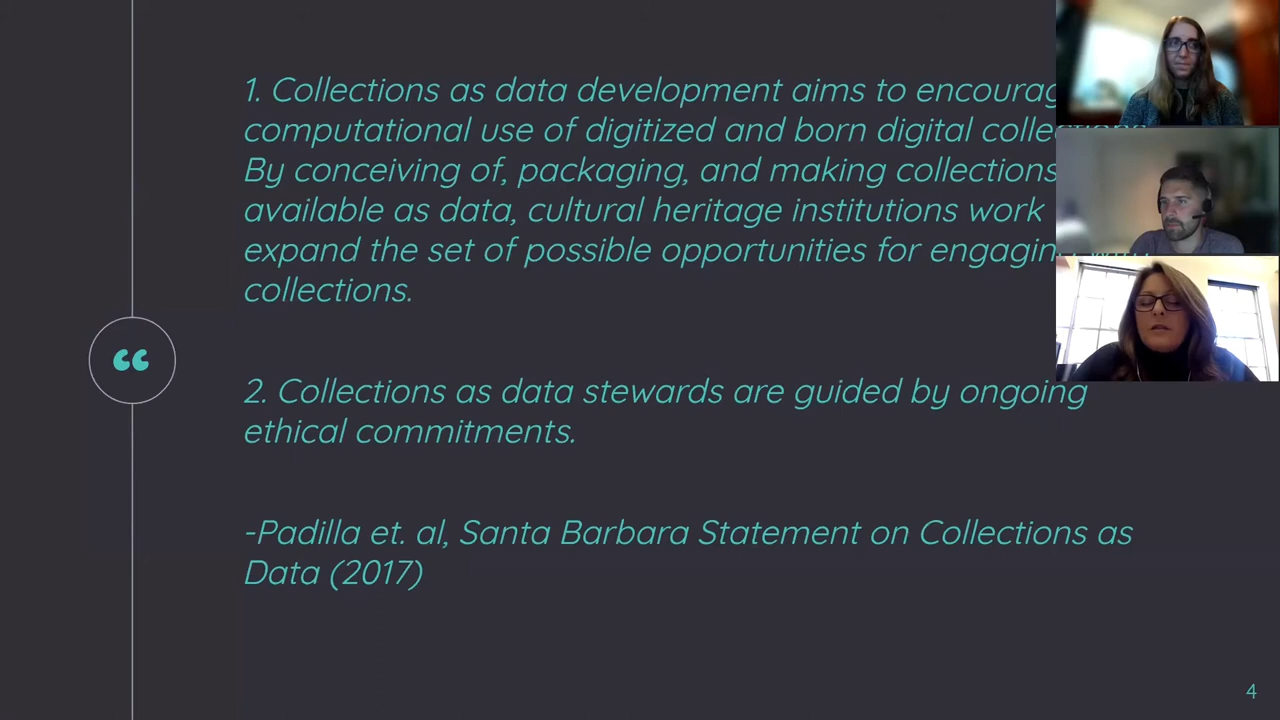 1. Collections as data development aims to encourag
computational use of digitized and born digital collections.
By conceiving of, packaging, and making collections
available as data, cultural heritage institutions work
expand the set of possible opportunities for engaging with
collections.
“
2. Collections as data stewards are guided by ongoing
ethical commitments.
-Padilla et. al, Santa Barbara Statement on Collections as
Data (2017)
4